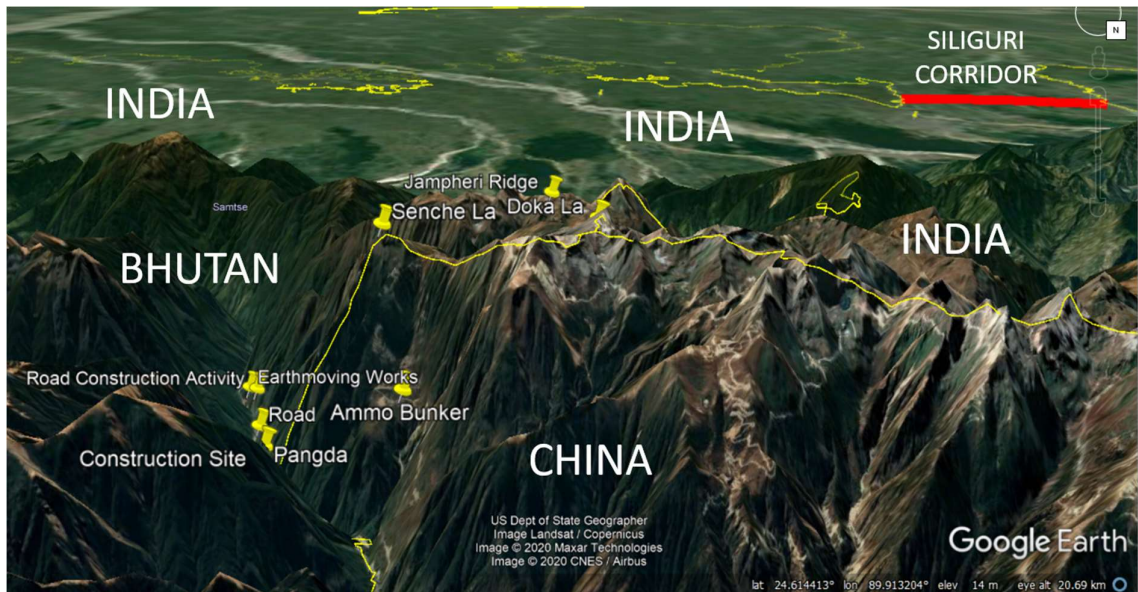 N
SILIGURI
CORRIDOR
INDIA
INDIA
Jampheri Ridge
Samtse
Senche La
Doka La
BHUTAN
INDIA
Road Construction Activity
Earthmoving Works
Road
Ammo Bunker
Construction Site
Pangda
CHINA
US Dept of State Geographer
Image Landsat / Copernicus
Image © 2020 Maxar Technologies
Image © 2020 CNES / Airbus
Google Earth
lat 24.614413° lon 89.913204° elev 14 m eye alt 20.69 km